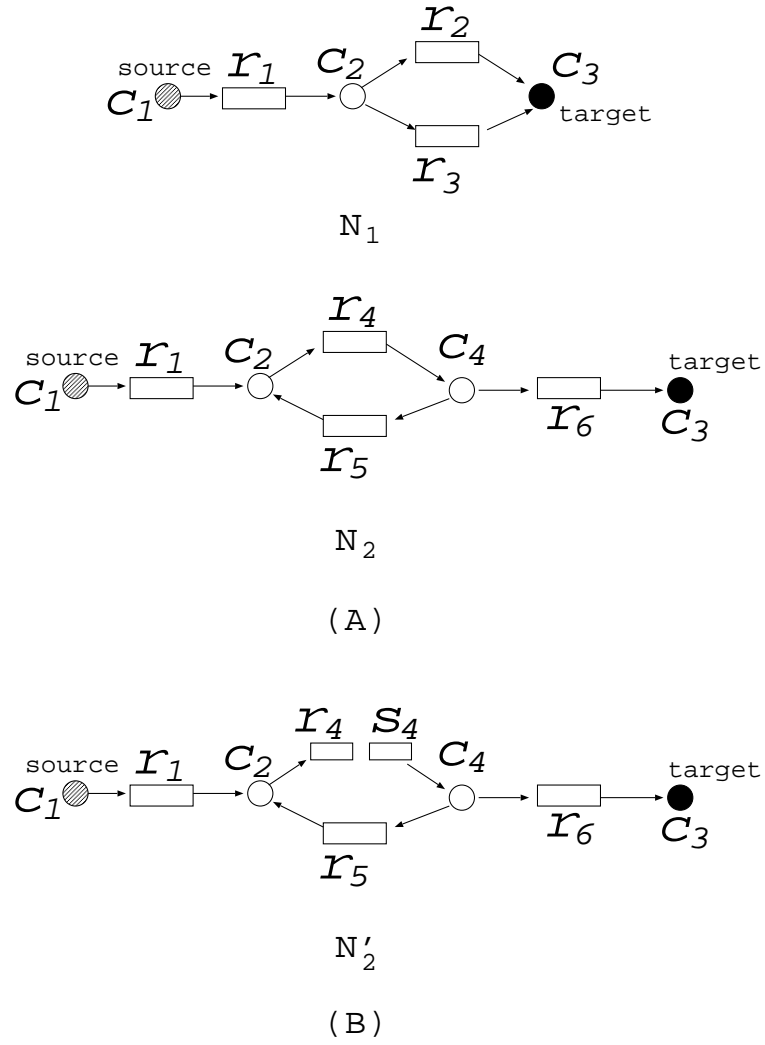 r₂
source r₁ c₂ c₃
c₁ target
r₃
N₁
r₄
source r₁ c₂ c₄ target
c₁ r₆ c₃
r₅
N₂
(A)
r₄ s₄
source r₁ c₂ c₄ target
c₁ r₆ c₃
r₅
N′₂
(B)